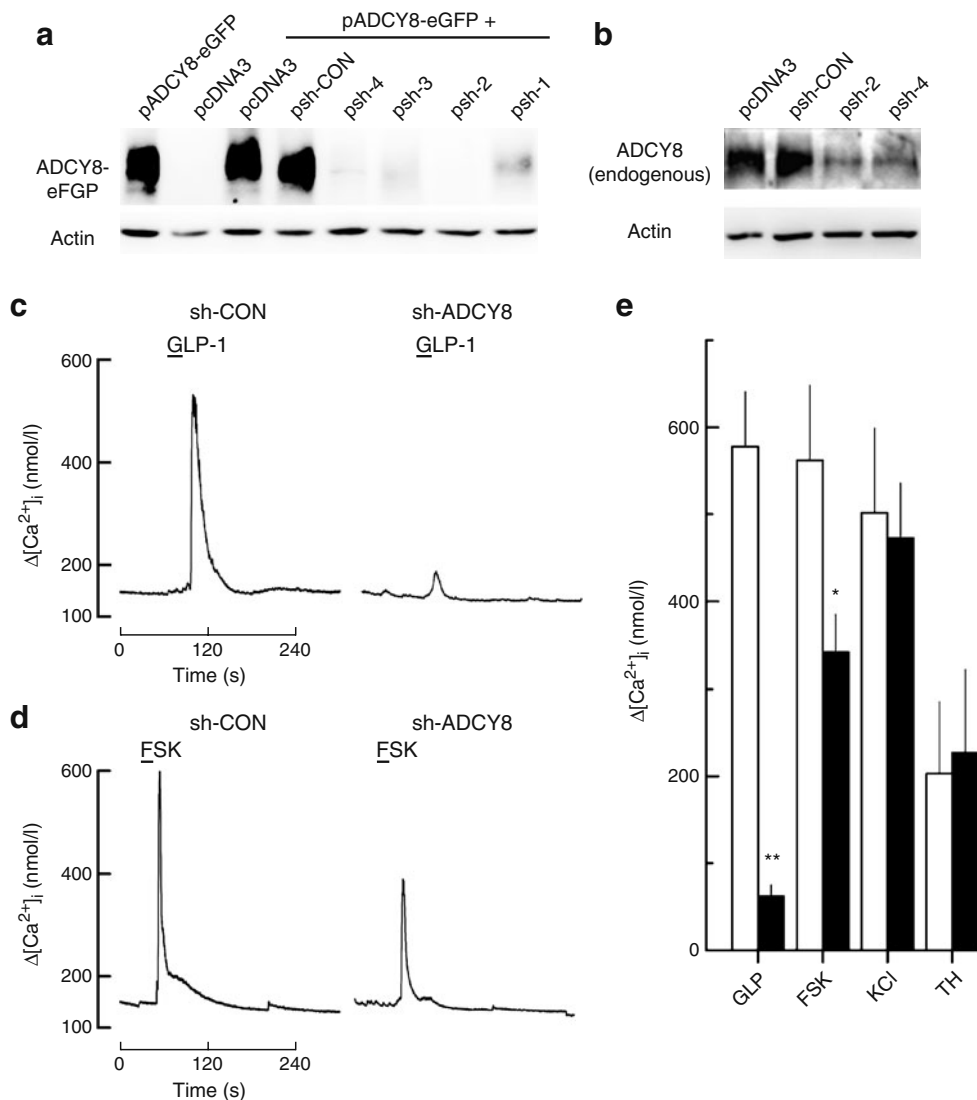 a
pADCY8-eGFP +
pADCY8-eGFP
pcDNA3
pcDNA3
psh-CON
psh-4
psh-3
psh-2
psh-1
ADCY8-
eFGP
Actin
b
pcDNA3
psh-CON
psh-2
psh-4
ADCY8
(endogenous)
Actin
c
sh-CON
sh-ADCY8
GLP-1
GLP-1
Δ[Ca²⁺]ᵢ (nmol/l)
600
400
200
100
0
120
240
Time (s)
d
sh-CON
sh-ADCY8
FSK
FSK
Δ[Ca²⁺]ᵢ (nmol/l)
600
400
200
100
0
120
240
Time (s)
e
Δ[Ca²⁺]ᵢ (nmol/l)
600
400
200
0
**
*
GLP
FSK
KCl
TH